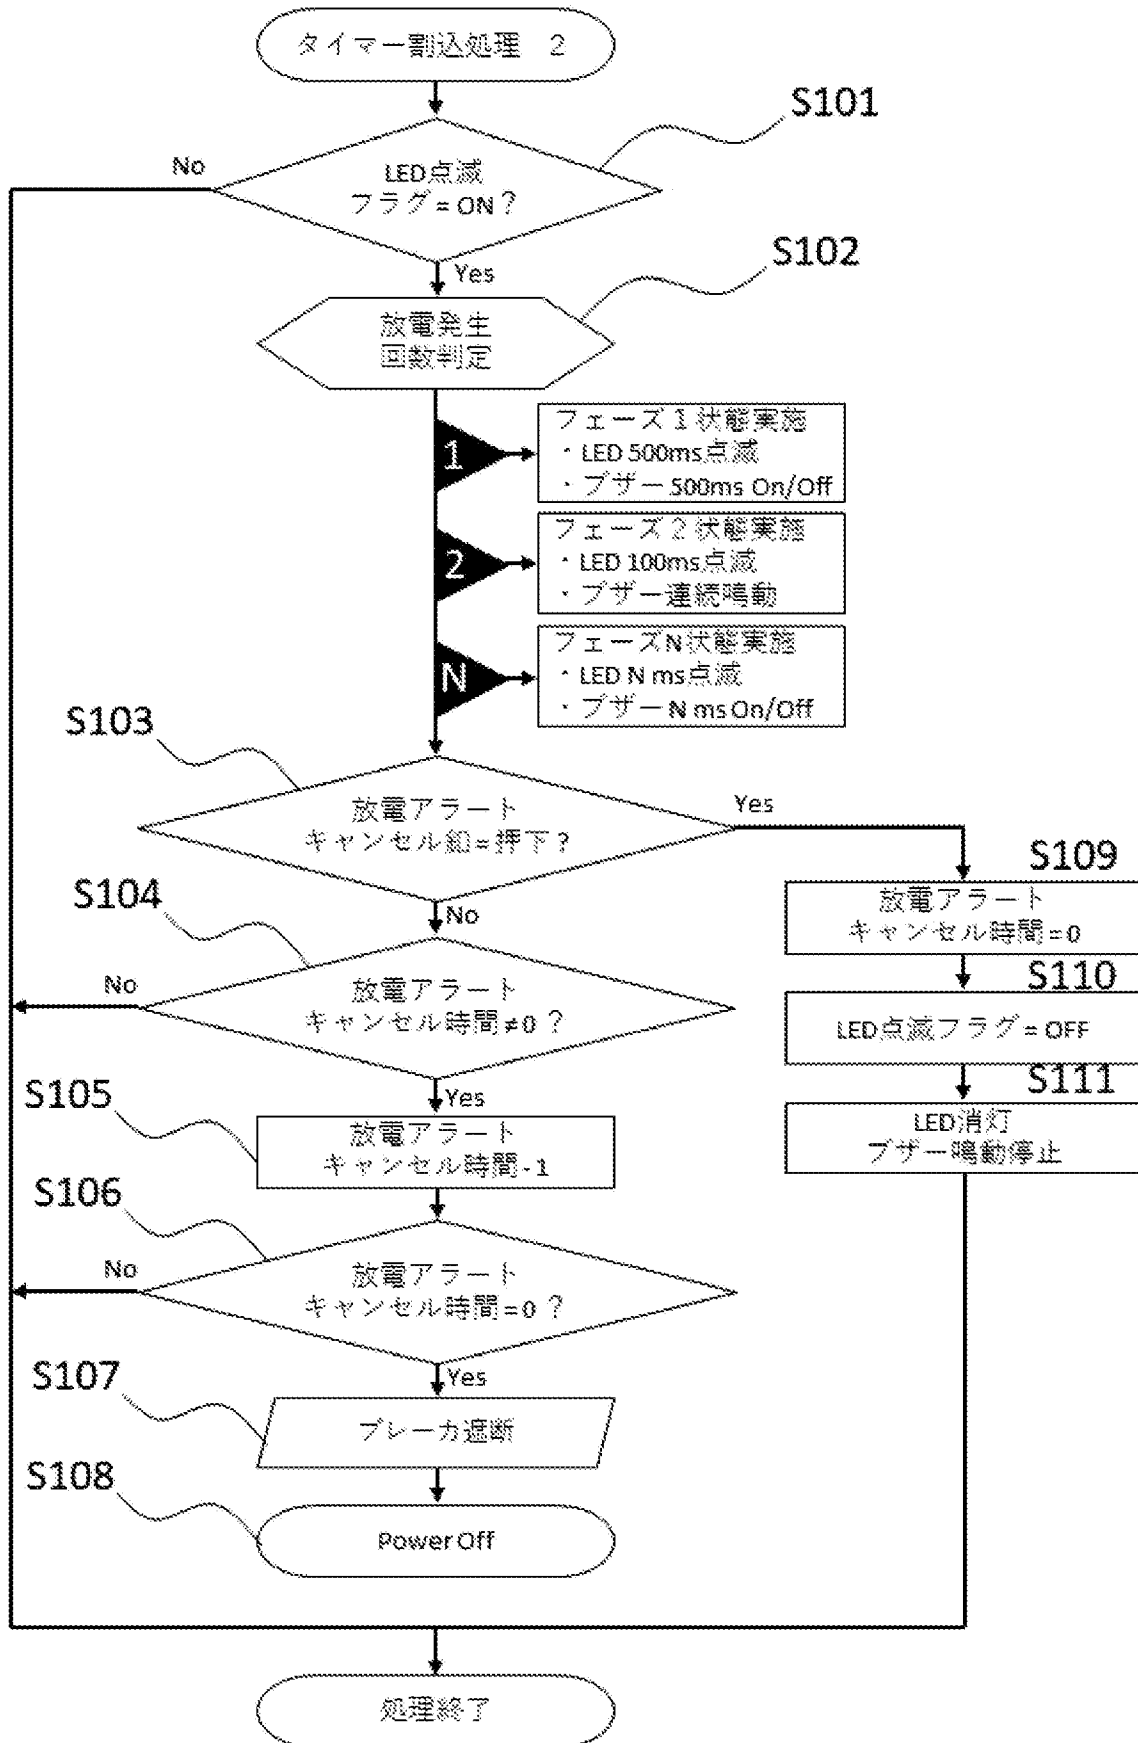 タイマー割込処理　2
S101
No
LED点滅
フラグ=ON？
Yes
S102
放電発生
回数判定
1
フェーズ1状態実施
・LED 500ms点滅
・ブザー500ms On/Off
2
フェーズ2状態実施
・LED 100ms点滅
・ブザー連続鳴動
N
フェーズN状態実施
・LED N ms点滅
・ブザーN ms On/Off
S103
放電アラート
キャンセル釦=押下？
Yes
No
S109
放電アラート
キャンセル時間=0
S104
No
放電アラート
キャンセル時間≠0？
Yes
S110
LED点滅フラグ=OFF
S105
放電アラート
キャンセル時間-1
S111
LED消灯
ブザー鳴動停止
S106
No
放電アラート
キャンセル時間=0？
Yes
S107
ブレーカ遮断
S108
Power Off
処理終了